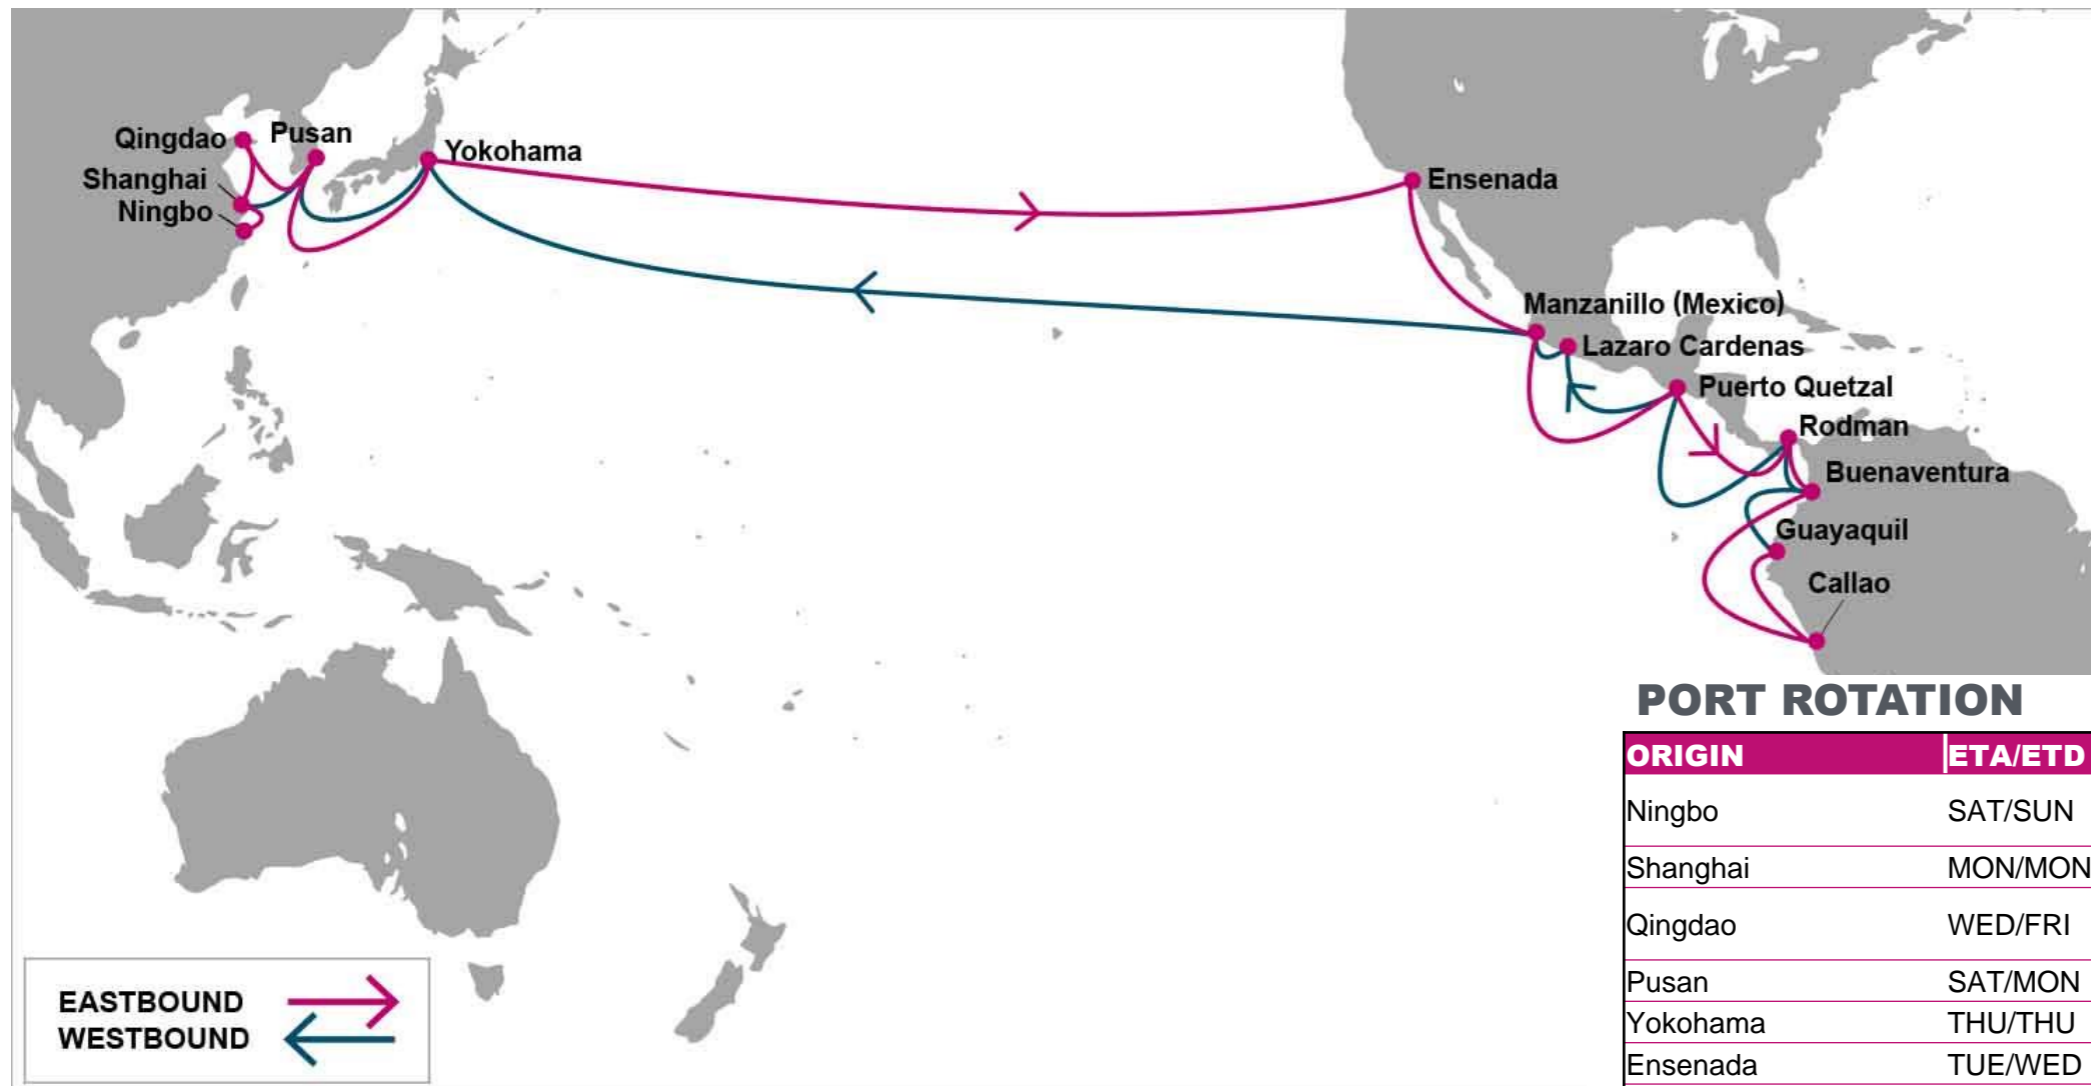 Qingdao
Pusan
Yokohama
Shanghai
Ningbo
Ensenada
Manzanillo (Mexico)
Lazaro Cardenas
Puerto Quetzal
Rodman
Buenaventura
Guayaquil
Callao
EASTBOUND
WESTBOUND
PORT ROTATION
ORIGIN ETA/ETD
Ningbo SAT/SUN
Shanghai MON/MON
Qingdao WED/FRI
Pusan SAT/MON
Yokohama THU/THU
Ensenada TUE/WED